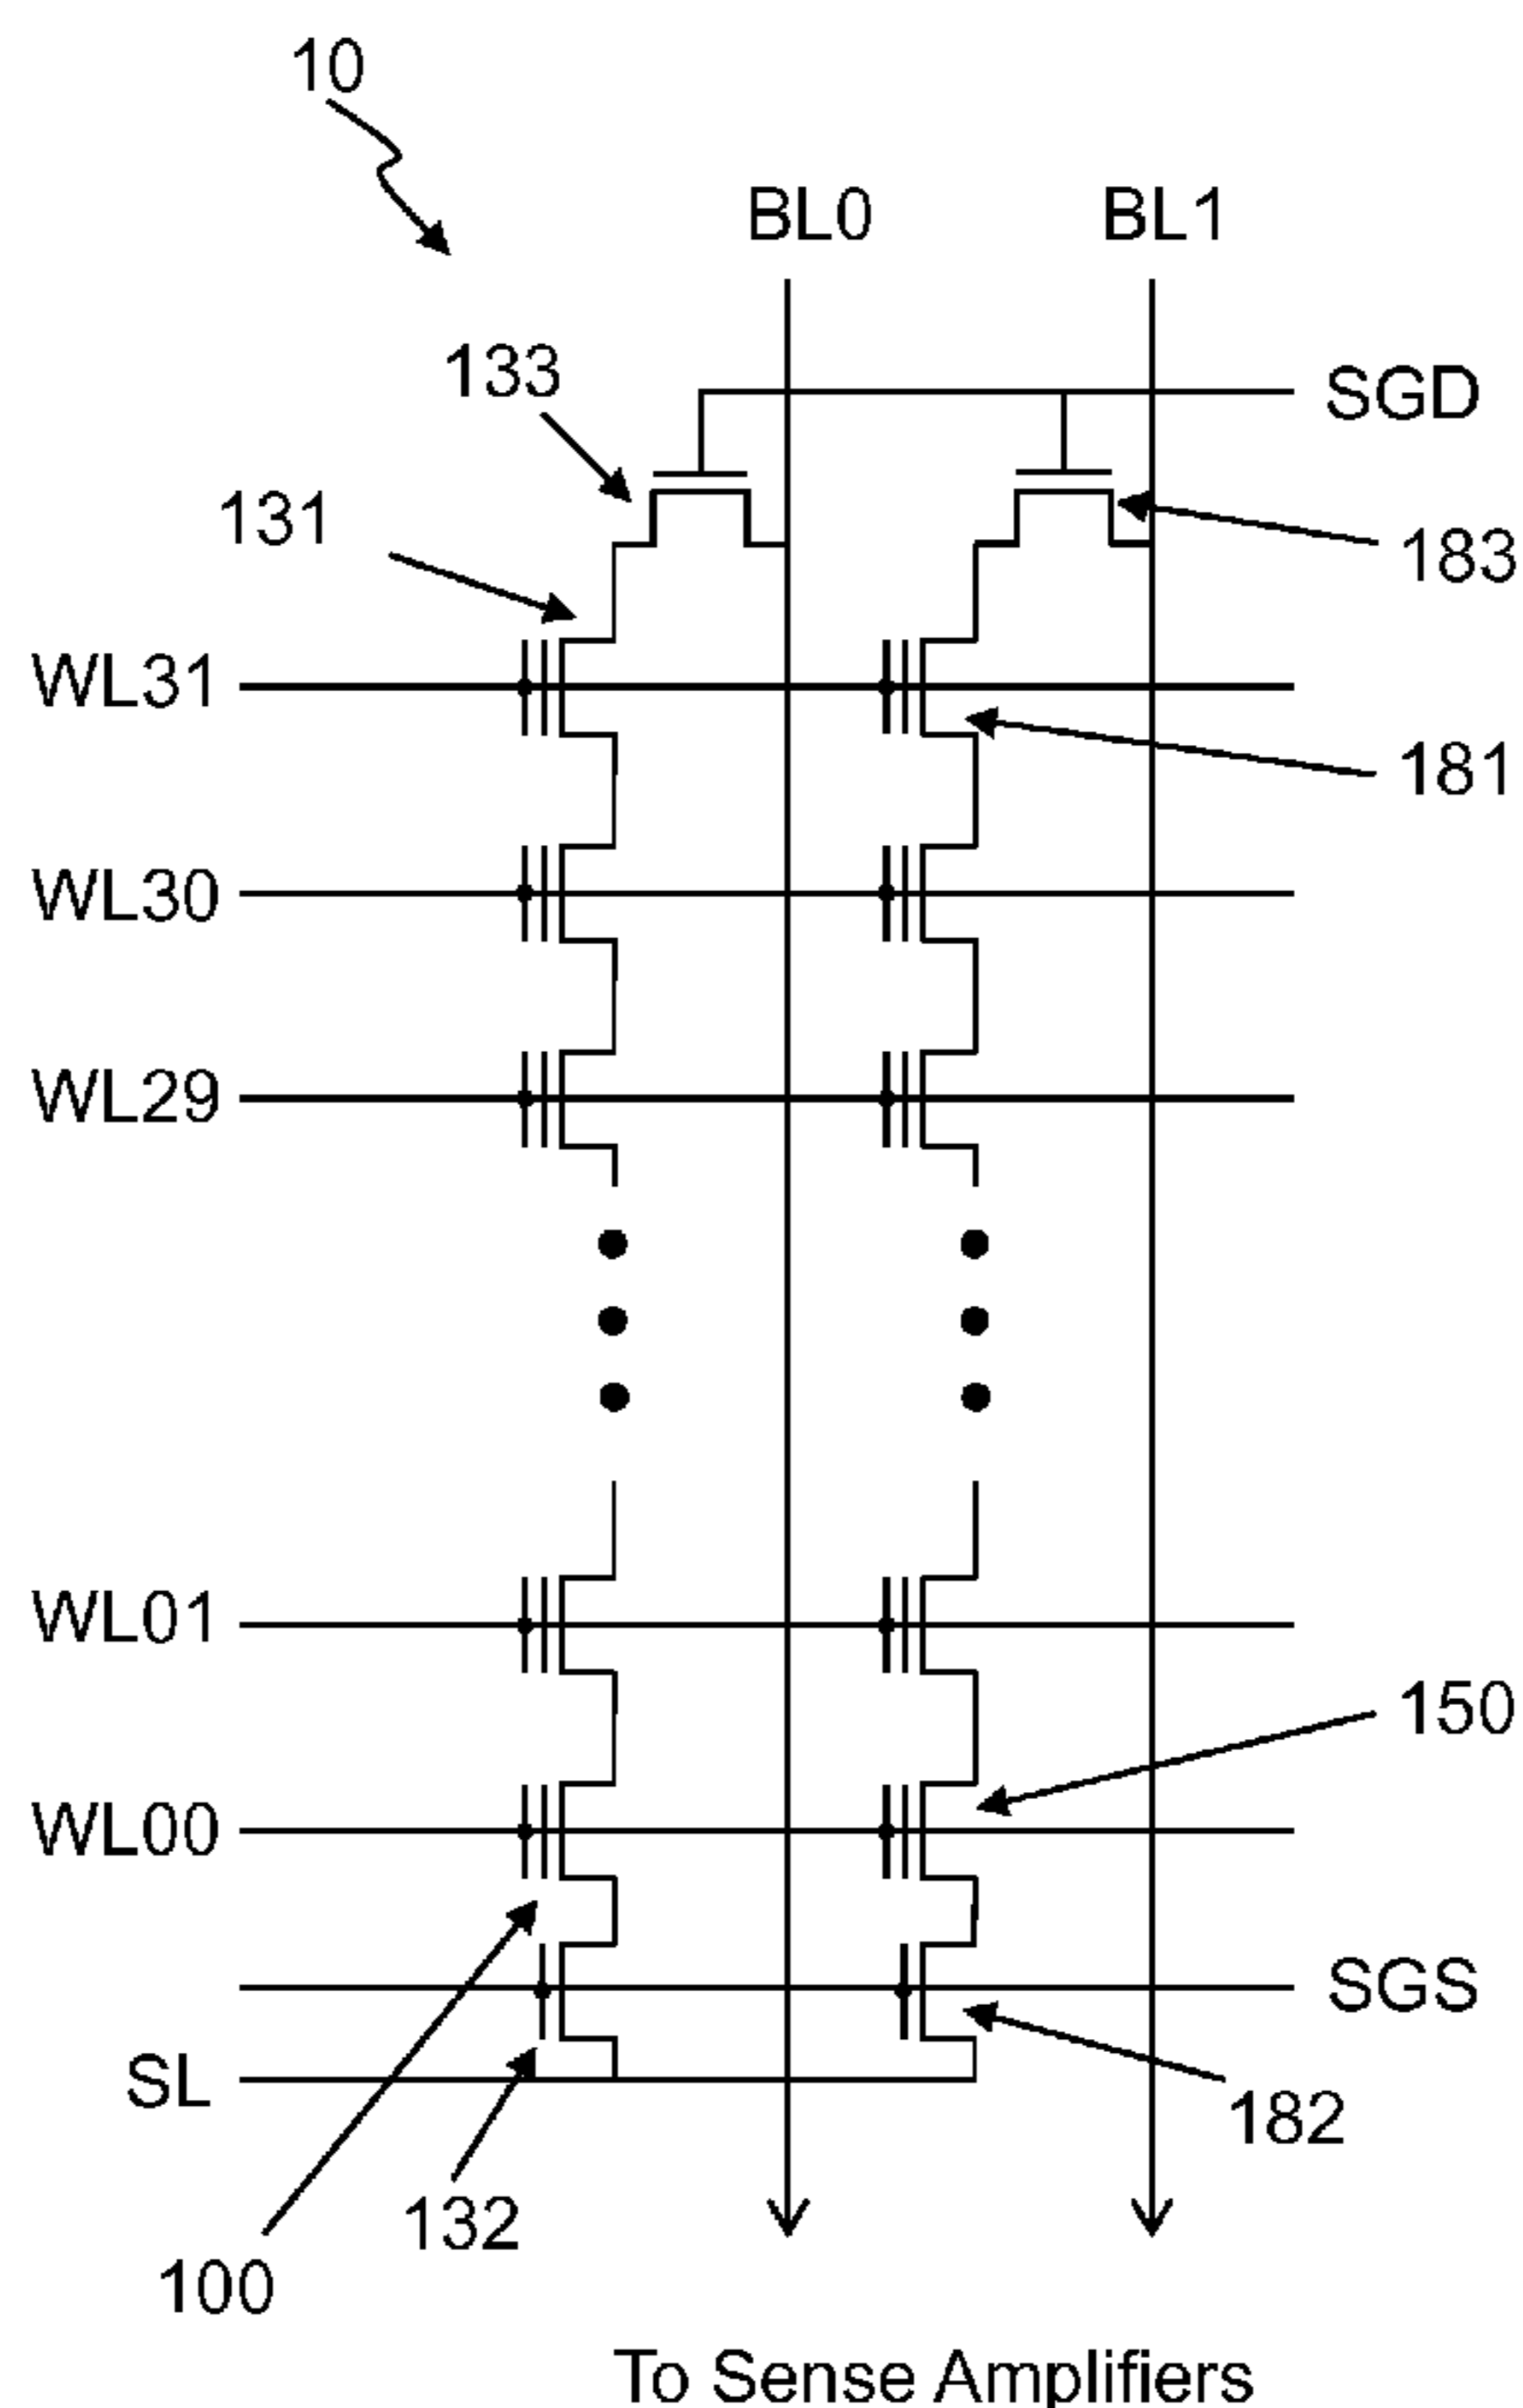 10
BL0 BL1
133
SGD
131
183
WL31
181
WL30
WL29
WL01
150
WL00
SGS
SL
182
132
100
To Sense Amplifiers